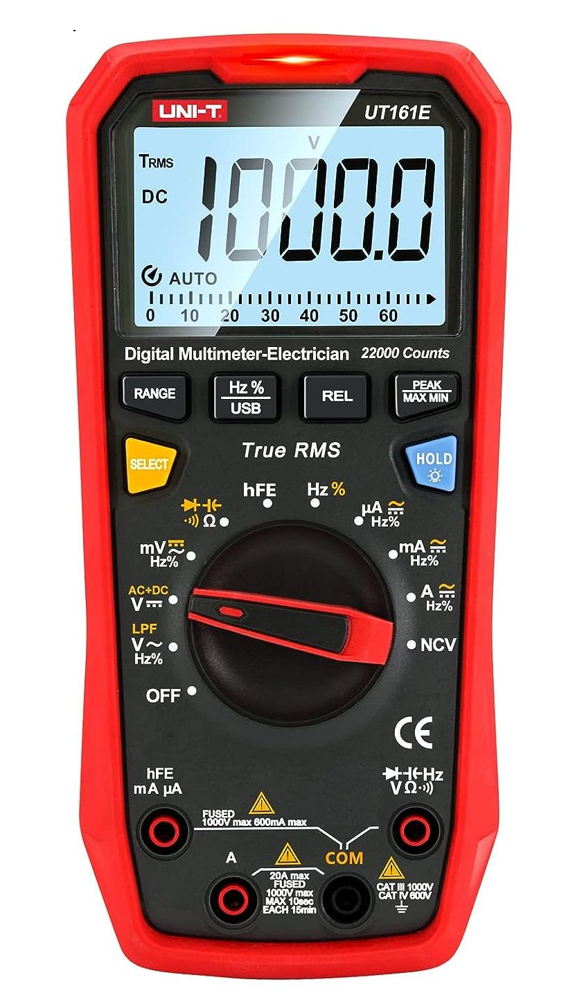 UNI-T
UT161E
V
TRMS
DC
1000.0
AUTO
0 10 20 30 40 50 60
Digital Multimeter-Electrician 22000 Counts
RANGE
Hz %
USB
REL
PEAK
MAX MIN
SELECT
True RMS
HOLD
hFE
Hz %
Ω
µA
Hz%
mV
Hz%
mA
Hz%
AC+DC
V
A
Hz%
LPF
V~
Hz%
NCV
OFF
CE
hFE
mA µA
Hz
V Ω
FUSED
1000V max 600mA max
A
COM
20A max
FUSED
1000V max
MAX 10sec
EACH 15min
CAT III 1000V
CAT IV 600V